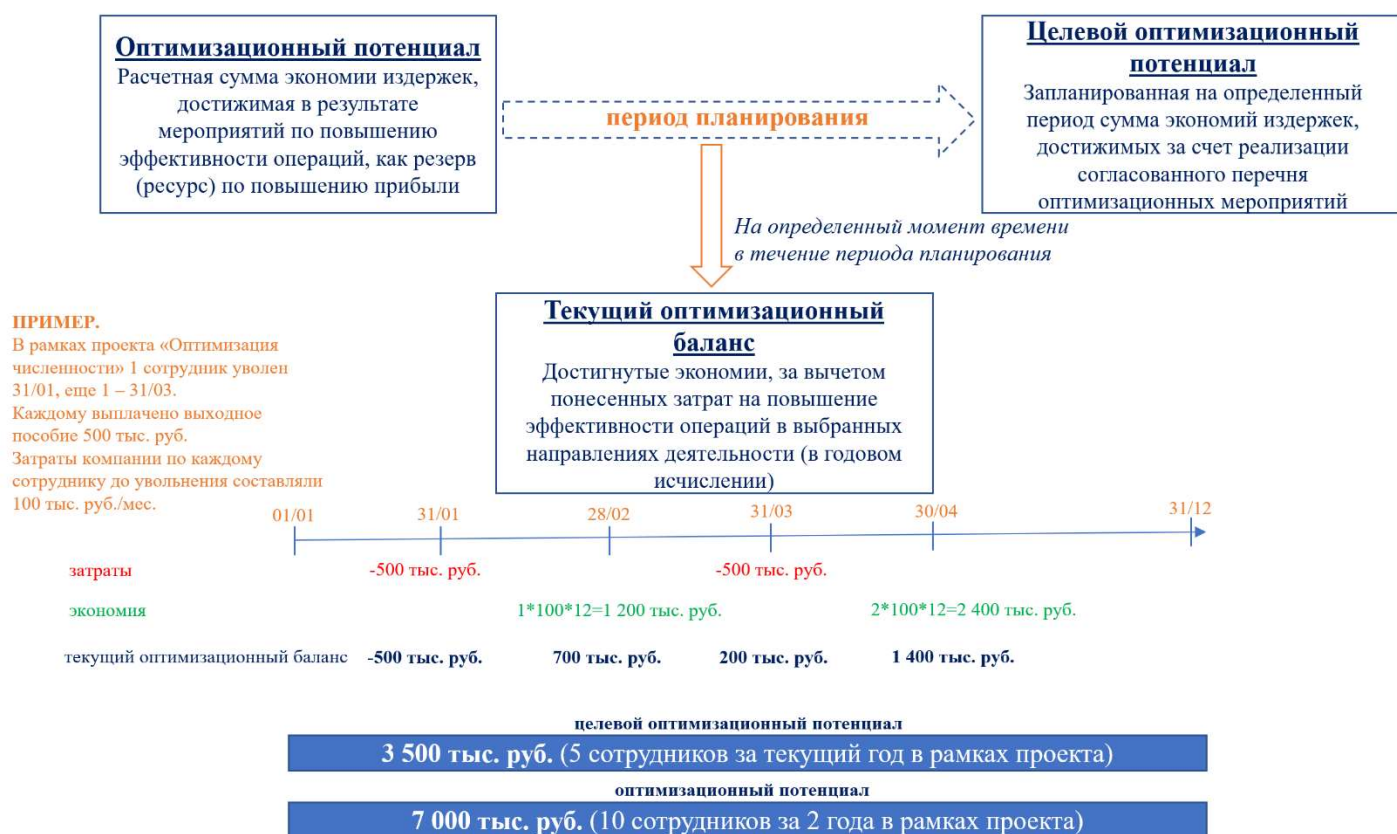 Оптимизационный потенциал
Расчетная сумма экономии издержек,
достижимая в результате
мероприятий по повышению
эффективности операций, как резерв
(ресурс) по повышению прибыли
период планирования
Целевой оптимизационный
потенциал
Запланированная на определенный
период сумма экономий издержек,
достижимых за счет реализации
согласованного перечня
оптимизационных мероприятий
На определенный момент времени
в течение периода планирования
Текущий оптимизационный
баланс
Достигнутые экономии, за вычетом
понесенных затрат на повышение
эффективности операций в выбранных
направлениях деятельности (в годовом
исчислении)
ПРИМЕР.
В рамках проекта «Оптимизация
численности» 1 сотрудник уволен
31/01, еще 1 – 31/03.
Каждому выплачено выходное
пособие 500 тыс. руб.
Затраты компании по каждому
сотруднику до увольнения составляли
100 тыс. руб./мес.
01/01 31/01 28/02 31/03 30/04 31/12
затраты -500 тыс. руб. -500 тыс. руб.
экономия 1*100*12=1 200 тыс. руб. 2*100*12=2 400 тыс. руб.
текущий оптимизационный баланс -500 тыс. руб. 700 тыс. руб. 200 тыс. руб. 1 400 тыс. руб.
целевой оптимизационный потенциал
3 500 тыс. руб. (5 сотрудников за текущий год в рамках проекта)
оптимизационный потенциал
7 000 тыс. руб. (10 сотрудников за 2 года в рамках проекта)